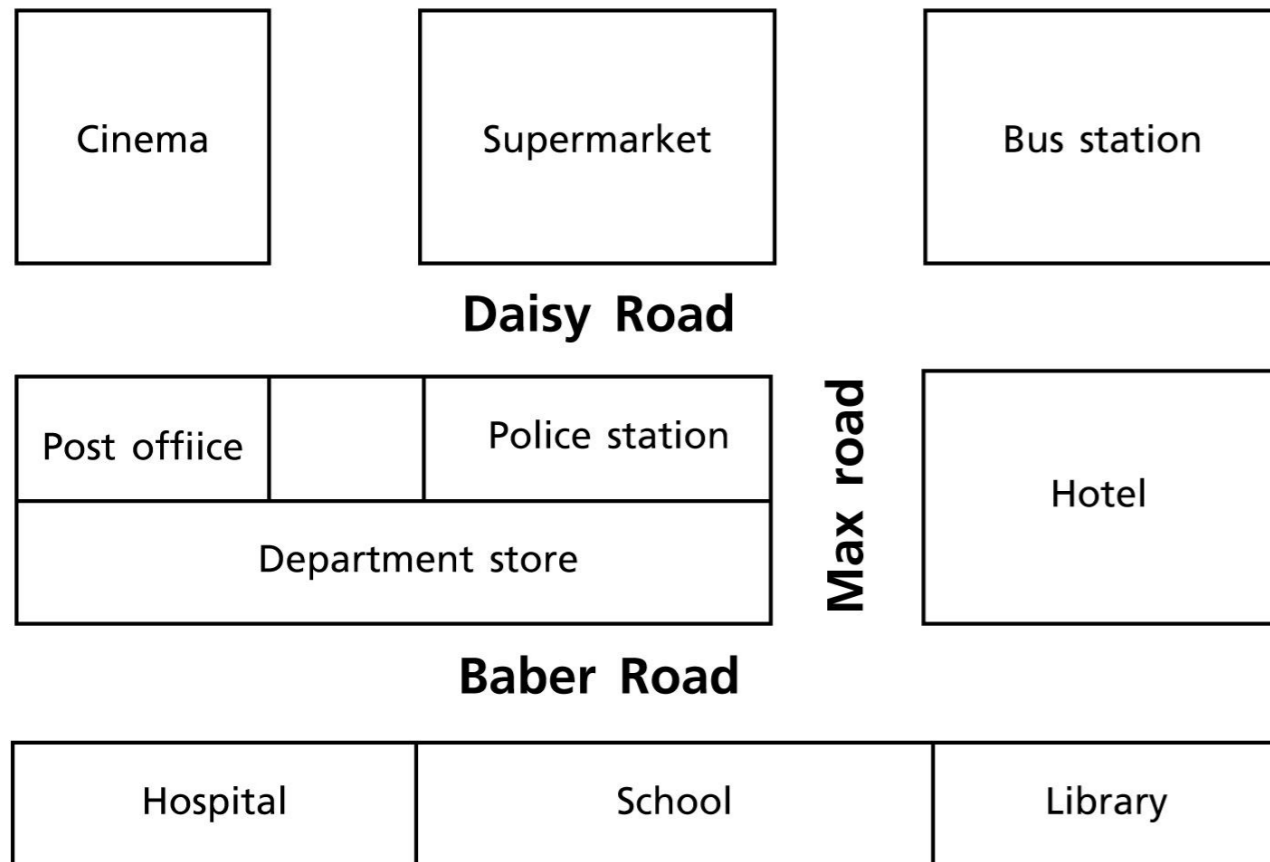 Cinema
Supermarket
Bus station
Daisy Road
Post offiice
Police station
Max road
Hotel
Department store
Baber Road
Hospital
School
Library